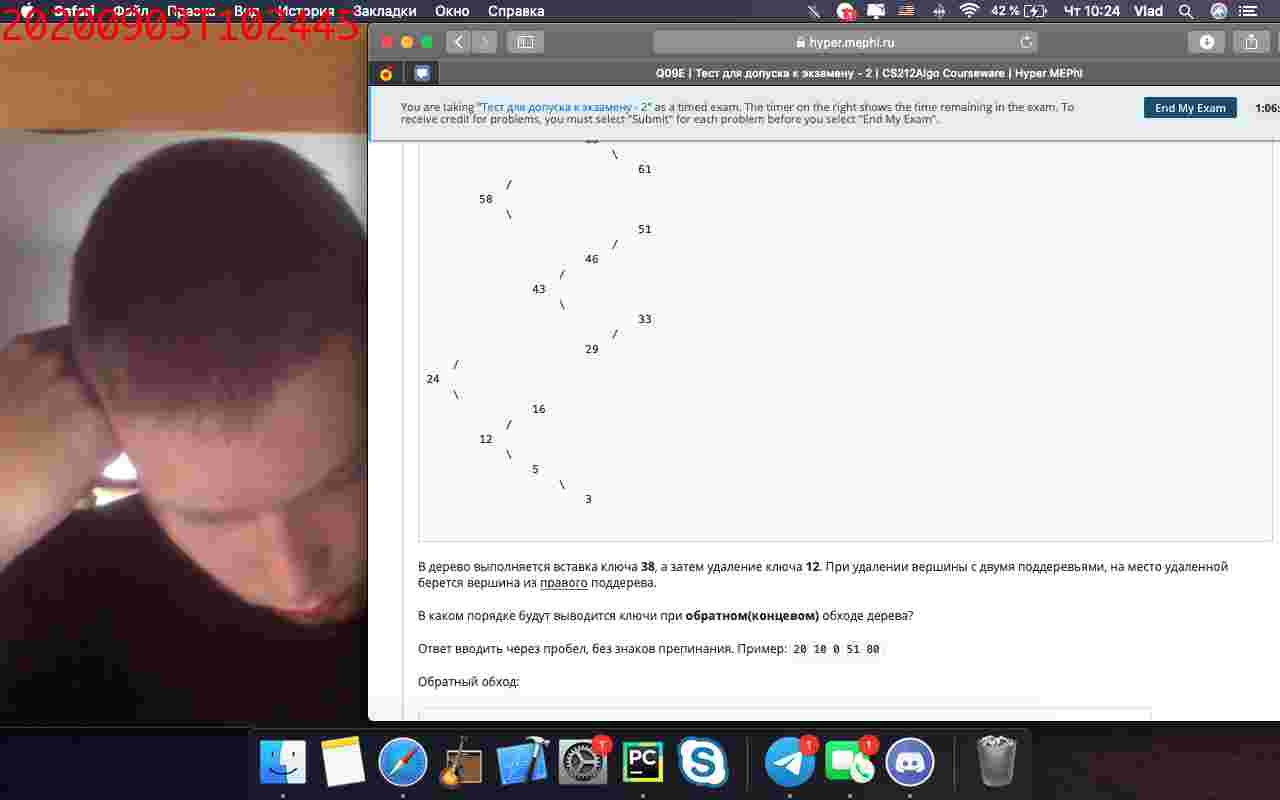 Safari Файл Правка Вид История Закладки Окно Справка 42 % Чт 10:24 Vlad
20200903T102445
hyper.mephi.ru
Q09E | Тест для допуска к экзамену - 2 | CS212Algo Courseware | Hyper.MEPhI
You are taking "Тест для допуска к экзамену - 2" as a timed exam. The timer on the right shows the time remaining in the exam. To
receive credit for problems, you must select "Submit" for each problem before you select "End My Exam".
End My Exam
1:06:
\
61
/
58
\
51
/
46
/
43
\
33
/
29
/
24
\
16
/
12
\
5
\
3
В дерево выполняется вставка ключа 38, а затем удаление ключа 12. При удалении вершины с двумя поддеревьями, на место удаленной
берется вершина из правого поддерева.
В каком порядке будут выводится ключи при обратном(концевом) обходе дерева?
Ответ вводить через пробел, без знаков препинания. Пример: 20 10 0 51 80
Обратный обход:
PC
1
1